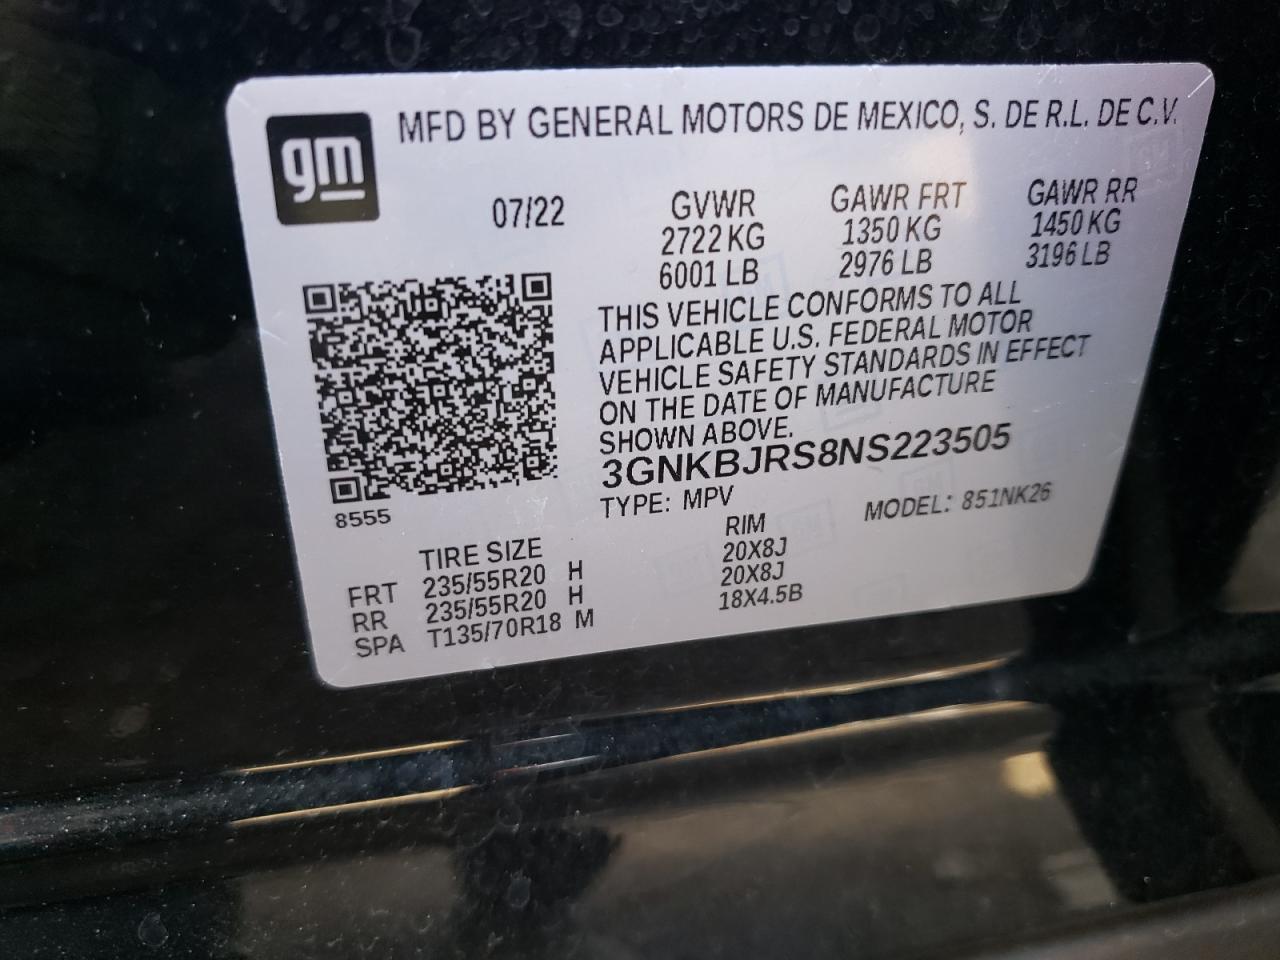 gm
MFD BY GENERAL MOTORS DE MEXICO, S. DE R.L. DE C.V.
07/22
GVWR GAWR FRT GAWR RR
2722 KG 1350 KG 1450 KG
6001 LB 2976 LB 3196 LB
THIS VEHICLE CONFORMS TO ALL
APPLICABLE U.S. FEDERAL MOTOR
VEHICLE SAFETY STANDARDS IN EFFECT
ON THE DATE OF MANUFACTURE
SHOWN ABOVE.
3GNKBJRS8NS223505
TYPE: MPV MODEL: 851NK26
8555
TIRE SIZE RIM
FRT 235/55R20 H 20X8J
RR 235/55R20 H 20X8J
SPA T135/70R18 M 18X4.5B